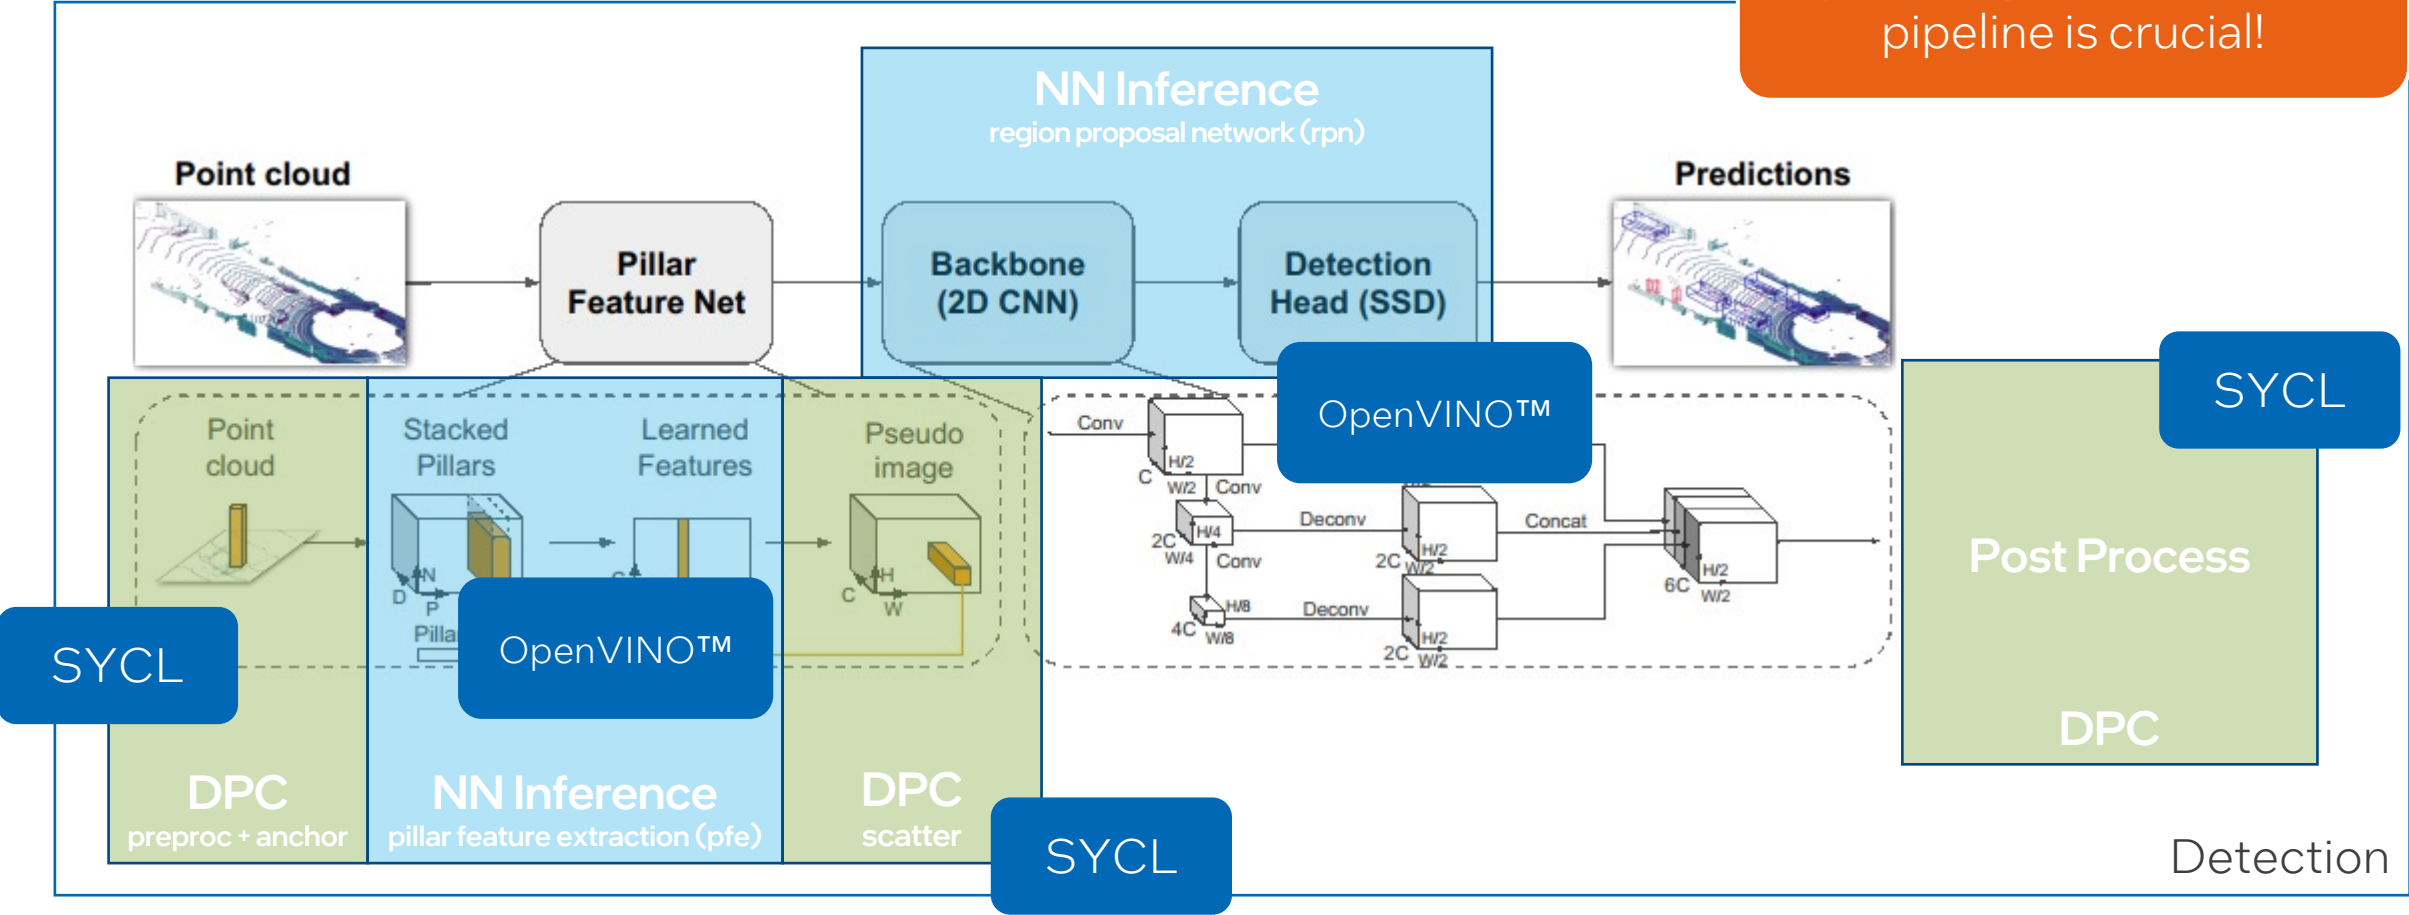 pipeline is crucial!
NN Inference
region proposal network (rpn)
Point cloud
Predictions
Pillar
Feature Net
Backbone
(2D CNN)
Detection
Head (SSD)
SYCL
OpenVINO™
Point
cloud
Stacked
Pillars
Learned
Features
Pseudo
image
Conv
H/2
C
W/2
Conv
H/4
2C
W/4
Conv
H/8
4C
W/8
Deconv
Deconv
H/2
2C
W/2
H/2
2C
W/2
Concat
H/2
6C
W/2
N
D
P
H
C
W
SYCL
OpenVINO™
Post Process
DPC
DPC
preproc + anchor
NN Inference
pillar feature extraction (pfe)
DPC
scatter
SYCL
Detection